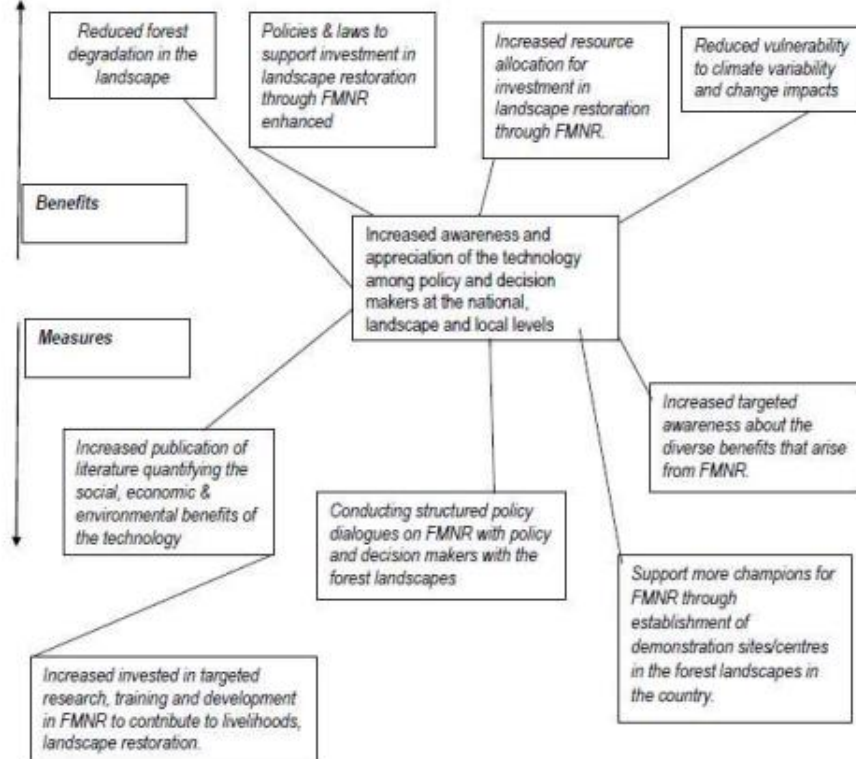 Reduced forest
degradation in the
landscape
Policies & laws to
support investment in
landscape restoration
through FMNR
enhanced
Increased resource
allocation for
investment in
landscape restoration
through FMNR.
Reduced vulnerability
to climate variability
and change impacts
Benefits
Increased awareness and
appreciation of the technology
among policy and decision
makers at the national,
landscape and local levels
Measures
Increased targeted
awareness about the
diverse benefits that arise
from FMNR.
Increased publication of
literature quantifying the
social, economic &
environmental benefits of
the technology
Conducting structured policy
dialogues on FMNR with policy
and decision makers with the
forest landscapes
Support more champions for
FMNR through
establishment of
demonstration sites/centres
in the forest landscapes in
the country.
Increased invested in targeted
research, training and development
in FMNR to contribute to livelihoods,
landscape restoration.